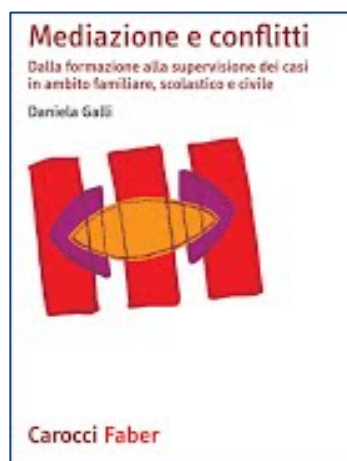 Mediazione e conflitti
Dalla formazione alla supervisione dei casi
in ambito familiare, scolastico e civile
Daniela Galli
Carocci Faber